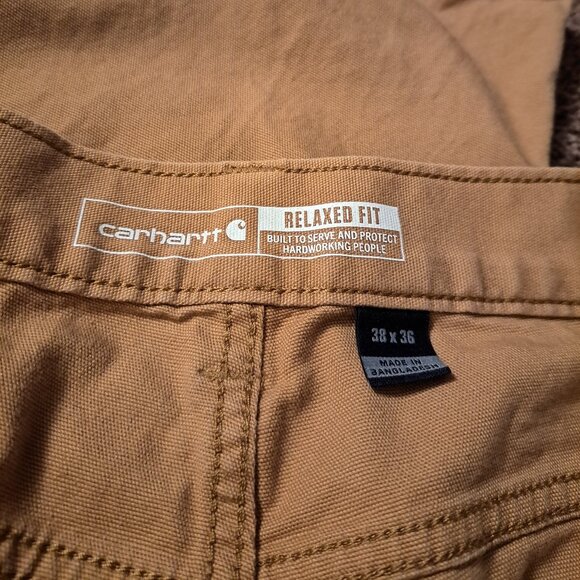 carhartt
RELAXED FIT
BUILT TO SERVE AND PROTECT
HARDWORKING PEOPLE
38 x 36
MADE IN
BANGLADESH